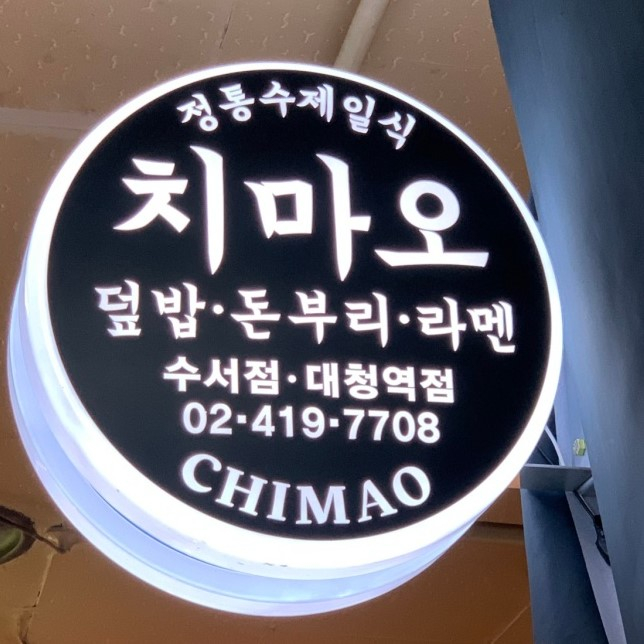 정통수제일식
치마오
덮밥·돈부리·라멘
수서점·대청역점
02-419-7708
CHIMAO